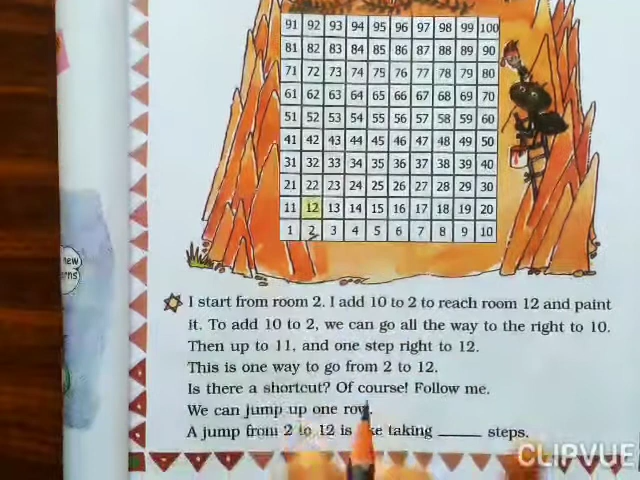 91 92 93 94 95 96 97 98 99 100
81 82 83 84 85 86 87 88 89 90
71 72 73 74 75 76 77 78 79 80
61 62 63 64 65 66 67 68 69 70
51 52 53 54 55 56 57 58 59 60
41 42 43 44 45 46 47 48 49 50
31 32 33 34 35 36 37 38 39 40
21 22 23 24 25 26 27 28 29 30
11 12 13 14 15 16 17 18 19 20
1 2 3 4 5 6 7 8 9 10
new
I start from room 2. I add 10 to 2 to reach room 12 and paint
it. To add 10 to 2, we can go all the way to the right to 10.
Then up to 11, and one step right to 12.
This is one way to go from 2 to 12.
Is there a shortcut? Of course! Follow me.
We can jump up one row.
A jump from 2 to 12 is taking _____ steps.
CLIPVUE